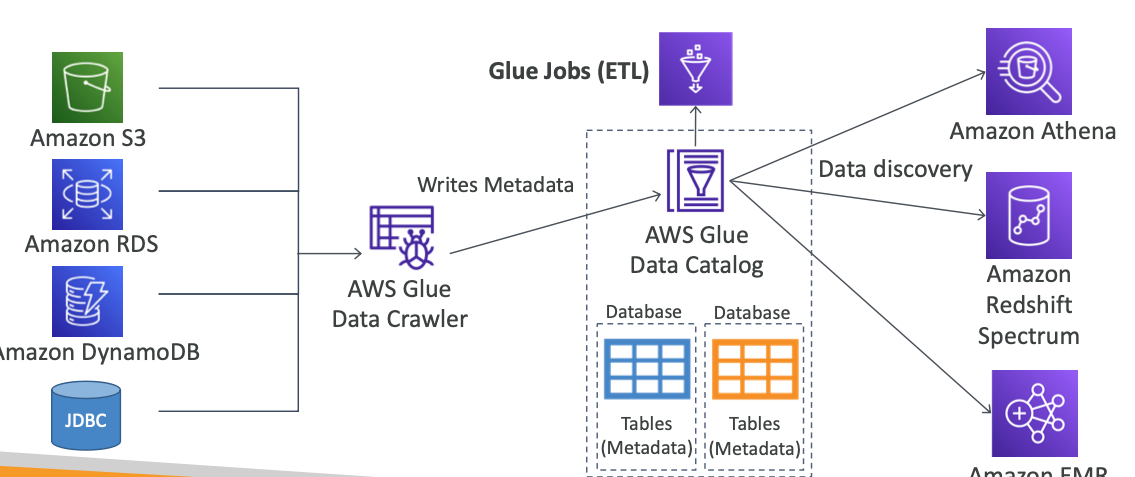 Glue Jobs (ETL)
Amazon S3
Amazon RDS
Amazon DynamoDB
JDBC
AWS Glue
Data Crawler
Writes Metadata
AWS Glue
Data Catalog
Database
Tables
(Metadata)
Database
Tables
(Metadata)
Data discovery
Amazon Athena
Amazon
Redshift
Spectrum
Amazon EMR